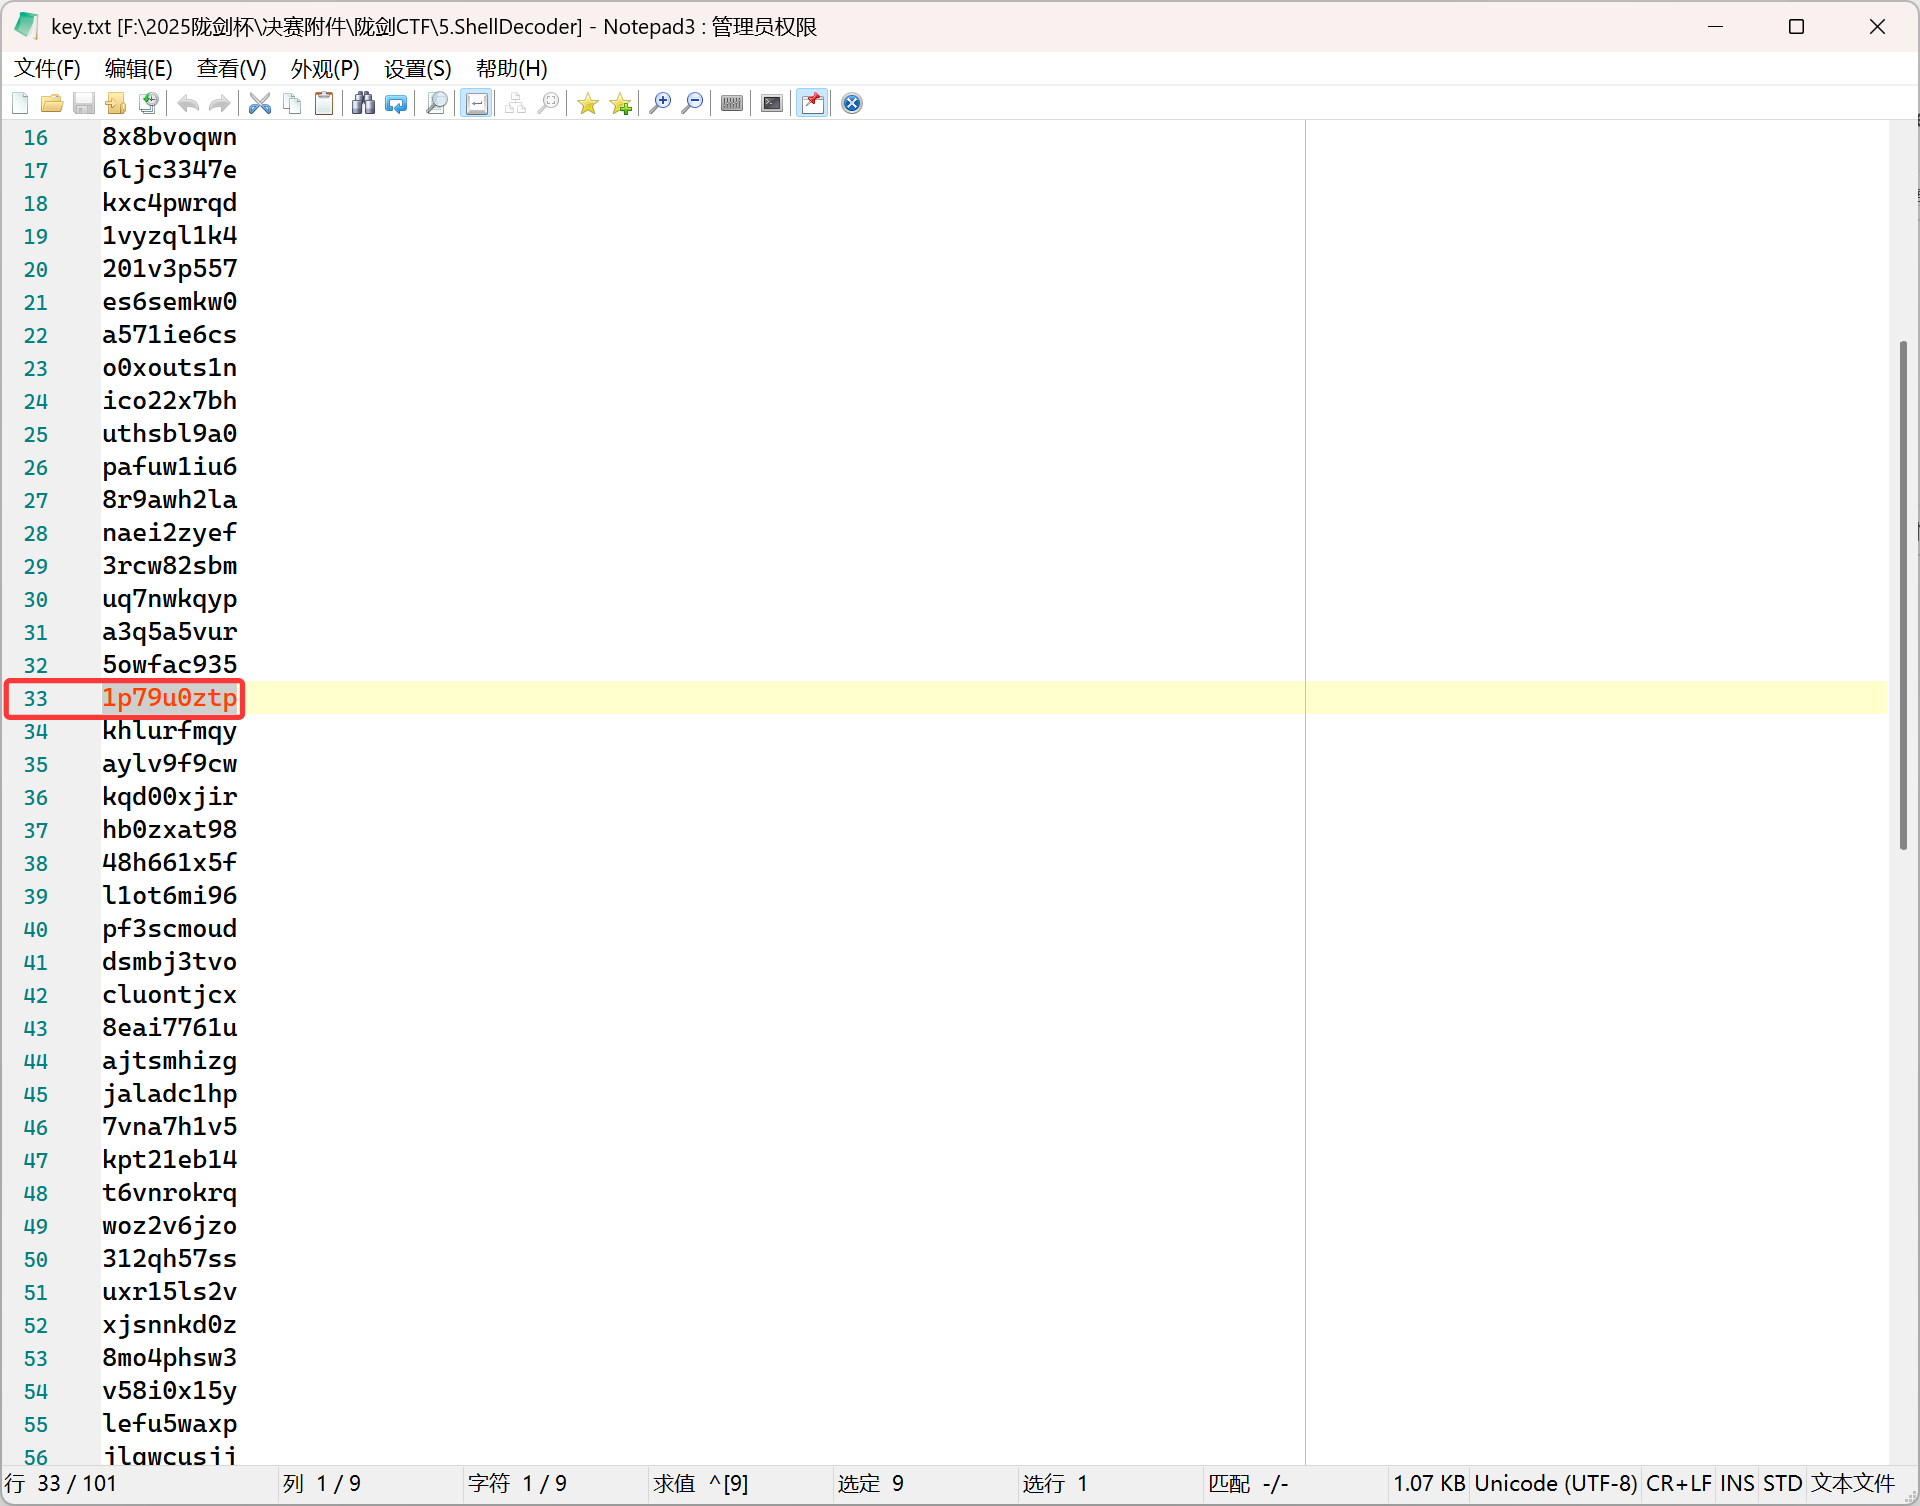 key.txt [F:\2025陇剑杯\决赛附件\陇剑CTF\5.ShellDecoder] - Notepad3 : 管理员权限
文件(F) 编辑(E) 查看(V) 外观(P) 设置(S) 帮助(H)
16 8x8bvoqwn
17 6ljc3347e
18 kxc4pwrqd
19 1vyzql1k4
20 201v3p557
21 es6semkw0
22 a571ie6cs
23 o0xouts1n
24 ico22x7bh
25 uthsbl9a0
26 pafuw1iu6
27 8r9awh2la
28 naei2zyef
29 3rcw82sbm
30 uq7nwkqyp
31 a3q5a5vur
32 5owfac935
33 1p79u0ztp
34 khlurfmqy
35 aylv9f9cw
36 kqd00xjir
37 hb0zxat98
38 48h661x5f
39 l1ot6mi96
40 pf3scmoud
41 dsmbj3tvo
42 cluontjcx
43 8eai7761u
44 ajtsmhizg
45 jaladc1hp
46 7vna7h1v5
47 kpt21eb14
48 t6vnrokrq
49 woz2v6jzo
50 312qh57ss
51 uxr15ls2v
52 xjsnnkd0z
53 8mo4phsw3
54 v58i0x15y
55 lefu5waxp
56
行 33 / 101 列 1 / 9 字符 1 / 9 求值 ^[9] 选定 9 选行 1 匹配 -/- 1.07 KB Unicode (UTF-8) CR+LF INS STD 文本文件